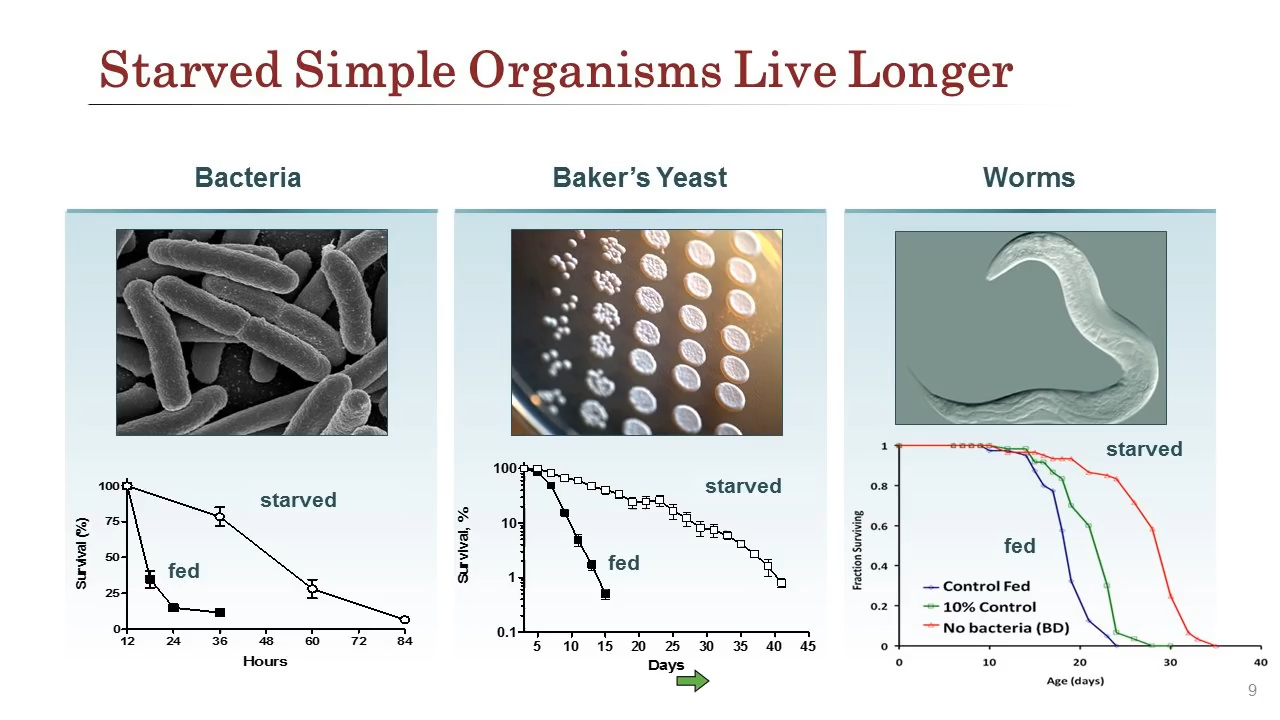 Starved Simple Organisms Live Longer
Bacteria
Baker's Yeast
Worms
100
75
50
25
0
Survival (%)
starved
fed
12 24 36 48 60 72 84
Hours
100
10
1
0.1
Survival, %
starved
fed
5 10 15 20 25 30 35 40 45
Days
1
0.8
0.6
0.4
0.2
0
Fraction Surviving
starved
fed
Control Fed
10% Control
No bacteria (BD)
0 10 20 30 40
Age (days)
9